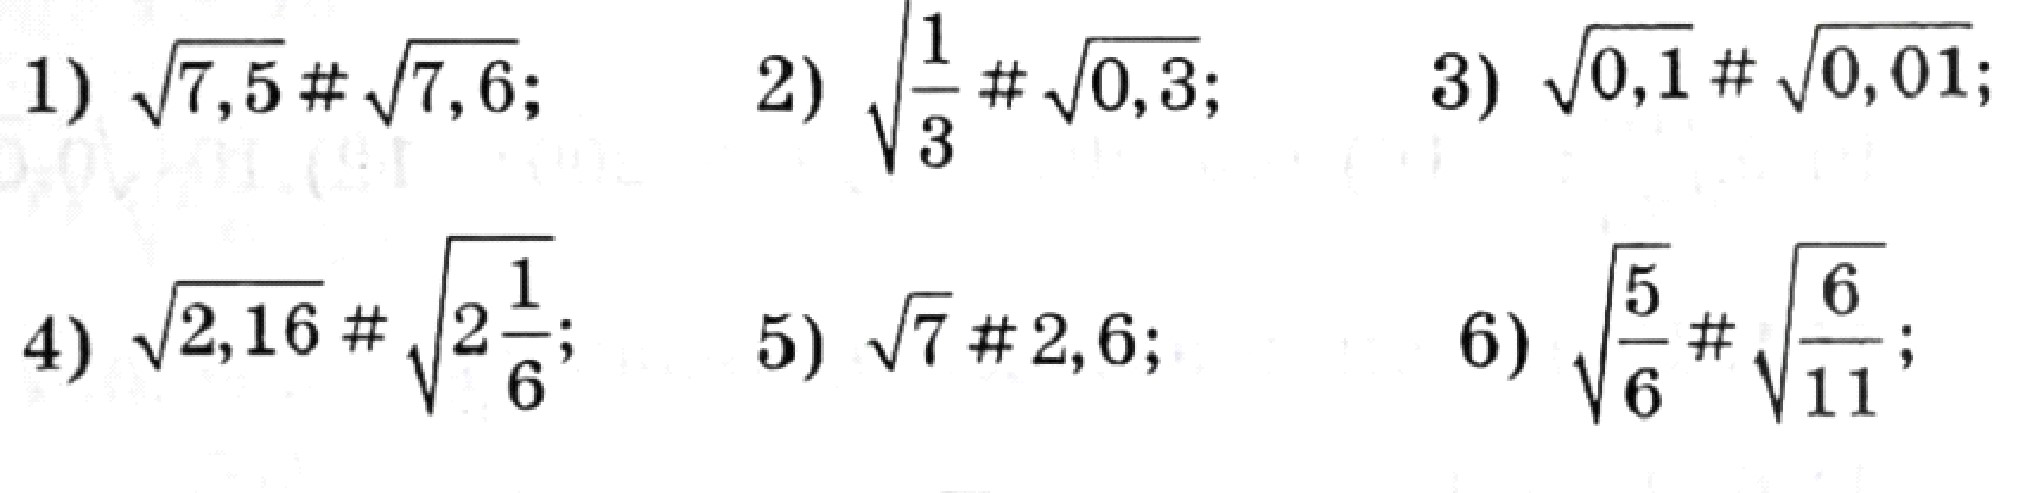 1) √7,5 # √7,6; 2) √(1/3) # √0,3; 3) √0,1 # √0,01;
4) √2,16 # √(2 1/6); 5) √7 # 2,6; 6) √(5/6) # √(6/11);